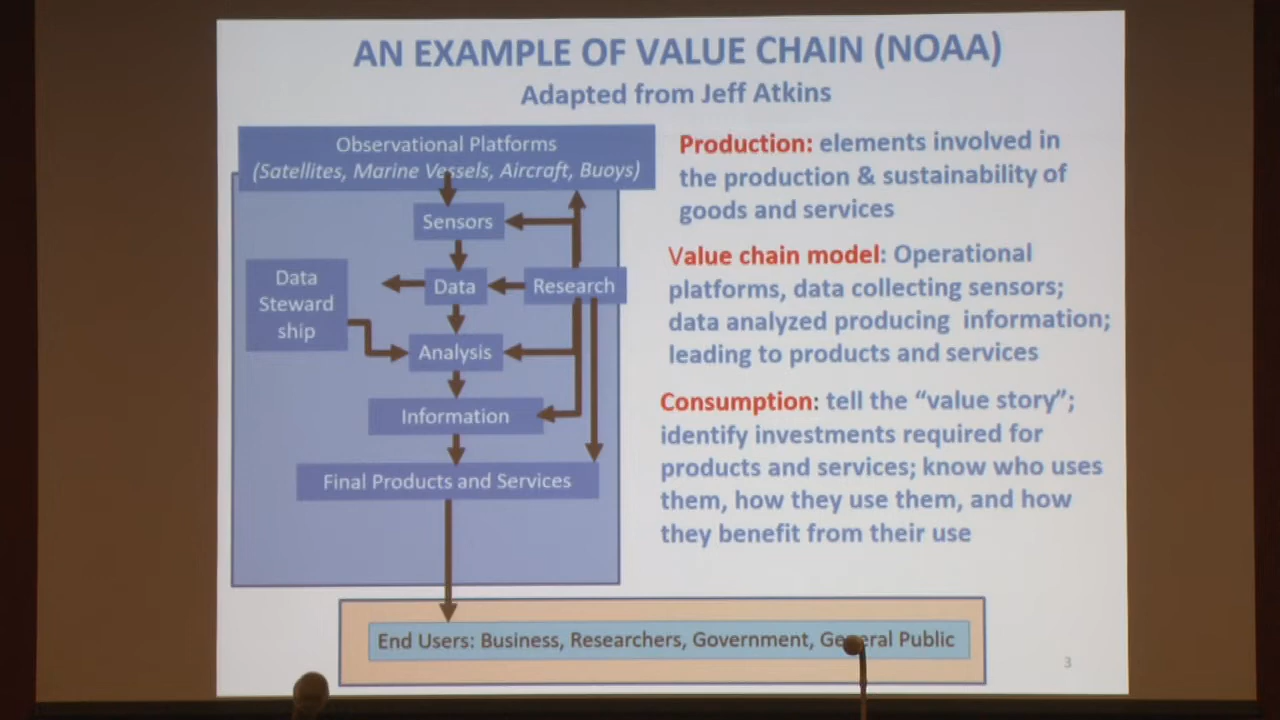 AN EXAMPLE OF VALUE CHAIN (NOAA)
Adapted from Jeff Atkins
Observational Platforms
(Satellites, Marine Vessels, Aircraft, Buoys)
Sensors
Data
Steward
ship
Data
Research
Analysis
Information
Final Products and Services
Production: elements involved in
the production & sustainability of
goods and services
Value chain model: Operational
platforms, data collecting sensors;
data analyzed producing information;
leading to products and services
Consumption: tell the “value story”;
identify investments required for
products and services; know who uses
them, how they use them, and how
they benefit from their use
End Users: Business, Researchers, Government, General Public
3